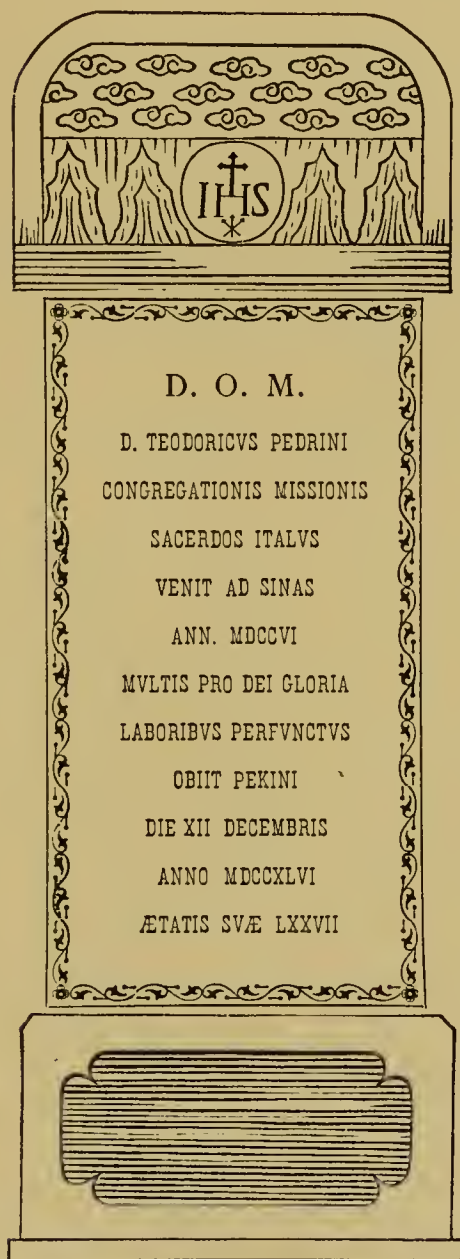 IHS
D. O. M.
D. TEODORICVS PEDRINI
CONGREGATIONIS MISSIONIS
SACERDOS ITALVS
VENIT AD SINAS
ANN. MDCCVI
MVLTIS PRO DEI GLORIA
LABORIBVS PERFVNCTVS
OBIIT PEKINI
DIE XII DECEMBRIS
ANNO MDCCXLVI
ÆTATIS SVÆ LXXVII